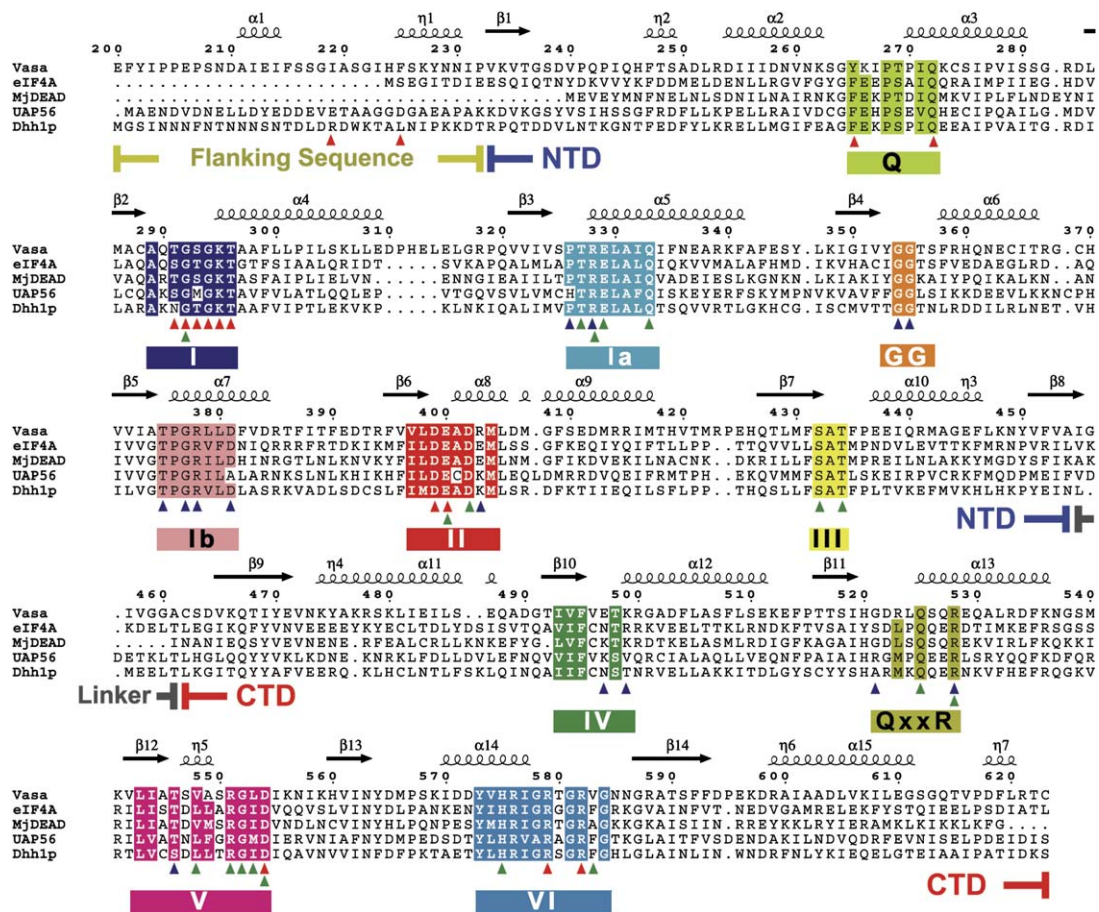 α1 η1 β1 η2 α2 α3
200 210 220 230 240 250 260 270 280
Vasa EFYIPPEPSNDAIEIFSSGIASGIHFSKYNNIPVKVTGSDVPQPIQHFTSADLRDIIIDNVNKSGYKIPTPIQKCSIPVISSG.RDL
eIF4A ........................MSEGITDIEESQIQTNYDKVVYKFDDMELDENLLRGVFGYGFEEPSAIQQRAIMPIIEG.HDV
MjDEAD ......................................MEVEYMNFNELNLSDNILNAIRNKGFEKPTDIQMKVIPLFLNDEYNI
UAP56 ..MAENDVDNELLDYEDDEVETAAGGDGAEAPAKKDVKGSYVSIHSSGFRDFLLKPELLRAIVDCGFEHPSEVQHECIPQAILG.MDV
Dhh1p MGSINNNFNTNNNSNTDLDRDWKTALNIPKKDTRPQTDDVLNTKGNTFEDFYLKRELLMGIFEAGFEKPSPIQEEAIPVAITG.RDI
Flanking Sequence NTD Q
β2 α4 β3 α5 β4 α6
290 300 310 320 330 340 350 360 370
Vasa MACAQTGSGKTAAFLLPILSKLLEDPHELELGRPQVVIVSPTRELAIQIFNEARKFAFESY.LKIGIVYGGTSFRHQNECITRG.CH
eIF4A LAQAQSGTGKTGTFSIAALQRIDT.....SVKAPQALMLAPTRELALQIQKVVMALAFHMD.IKVHACIGGTSFVEDAEGLRD..AQ
MjDEAD VAQARTGSGKTASFAIPLIELVN......ENNGIEAIILTPTRELAIQVADEIESLKGNKN.LKIAKIYGGKAIYPQIKALKN..AN
UAP56 LCQAKSGMGKTAVFVLATLQQLEP.....VTGQVSVLVMCHTRELAFQISKEYERFSKYMPNVKVAVFFGGLSIKKDEEVLKKNCPH
Dhh1p LARAKNGTGKTAAFVIPTLEKVKP.....KLNKIQALIMVPTRELALQTSQVVRTLGKHCG.ISCMVTTGGTNLRDDILRLNET.VH
I Ia GG
β5 α7 β6 α8 α9 β7 α10 η3 β8
380 390 400 410 420 430 440 450
Vasa VVIATPGRLLDFVDRTFITFEDTRFVVLDEADRMLDM.GFSEDMRRIMTHVTMRPEHQTLMFSATFPEEIQRMAGEFLKNYVFVAIG
eIF4A IVVGTPGRVFDNIQRRRFRTDKIKMFILDEADEMLSS.GFKEQIYQIFTLLPP..TTQVVLLSATMPNDVLEVTTKFMRNPVRILVK
MjDEAD IVVGTPGRILDHINRGTLNLKNVKYFILDEADEMLNM.GFIKDVEKILNACNK..DKRILLFSATMPREILNLAKKYMGDYSFIKAK
UAP56 IVVGTPGRILALARNKSLNLKHIKHFILDECDKMLEQLDMRRDVQEIFRMTPH..EKQVMMFSATLSKEIRPVCRKFMQDPMEIFVD
Dhh1p ILVGTPGRVLDLASRKVADLSDCSLFIMDEADKMLSR.DFKTIIEQILSFLPP..THQSLLFSATFPLTVKEFMVKHLHKPYEINL.
Ib II III NTD
β9 η4 α11 β10 α12 β11 α13
460 470 480 490 500 510 520 530 540
Vasa .IVGGACSDVKQTIYEVNKYAKRSKLIEILS..EQADGTIVFVETKRGADFLASFLSEKEFPTTSIHGDRLQSQREQALRDFKNGSM
eIF4A .KDELTLEGIKQFYVNVEEEEYKYECLTDLYDSISVTQAVIFCNTRRKVEELTTKLRNDKFTVSAIYSDLPQQERDTIMKEFRSGSS
MjDEAD ....INANIEQSYVEVNENE.RFEALCRLLKNKEFYG.LVFCKTKRDTKELASMLRDIGFKAGAIHGDLSQSQREKVIRLFKQKKI
UAP56 DETKLTLHGLQQYYVKLKDNE.KNRKLFDLLDVLEFNQVVIFVKSVQRCIALAQLLVEQNFPAIAIHRGMPQEERLSRYQQFKDFQR
Dhh1p .MEELTLKGITQYYAFVEERQ.KLHCLNTLFSKLQINQAIIFCNSTNRVELLAKKITDLGYSCYYSHARMKQQERNKVFHEFRQGKV
Linker CTD IV QxxR
β12 η5 β13 α14 β14 η6 α15 η7
550 560 570 580 590 600 610 620
Vasa KVLIATSVASRGLDIKNIKHVINYDMPSKIDDYVHRIGRTGRVGNNGRATSFFDPEKDRAIAADLVKILEGSGQTVPDFLRTC
eIF4A RILISTDLLARGIDVQQVSLVINYDLPANKENYIHRIGRGGRFGRKGVAINFVT.NEDVGAMRELEKFYSTQIEELPSDIATL
MjDEAD RILIATDVMSRGIDVNDLNCVINYHLPQNPESYMHRIGRTGRAGKKGKAISIINR.REYKKLRYIERAMKLKIKKLKFG....
UAP56 RILVATNLFGRGMDIERVNIAFNYDMPEDSDTYLHRVARAGRFGTKGLAITFVSDENDAKILNDVQDRFEVNISELPDEIDIS
Dhh1p RTLVCSDLLTRGIDIQAVNVVINFDFPKTAETYLHRIGRSGRFGHLGLAINLIN.WNDRFNLYKIEQELGTEIAAIPATIDKS
V VI CTD